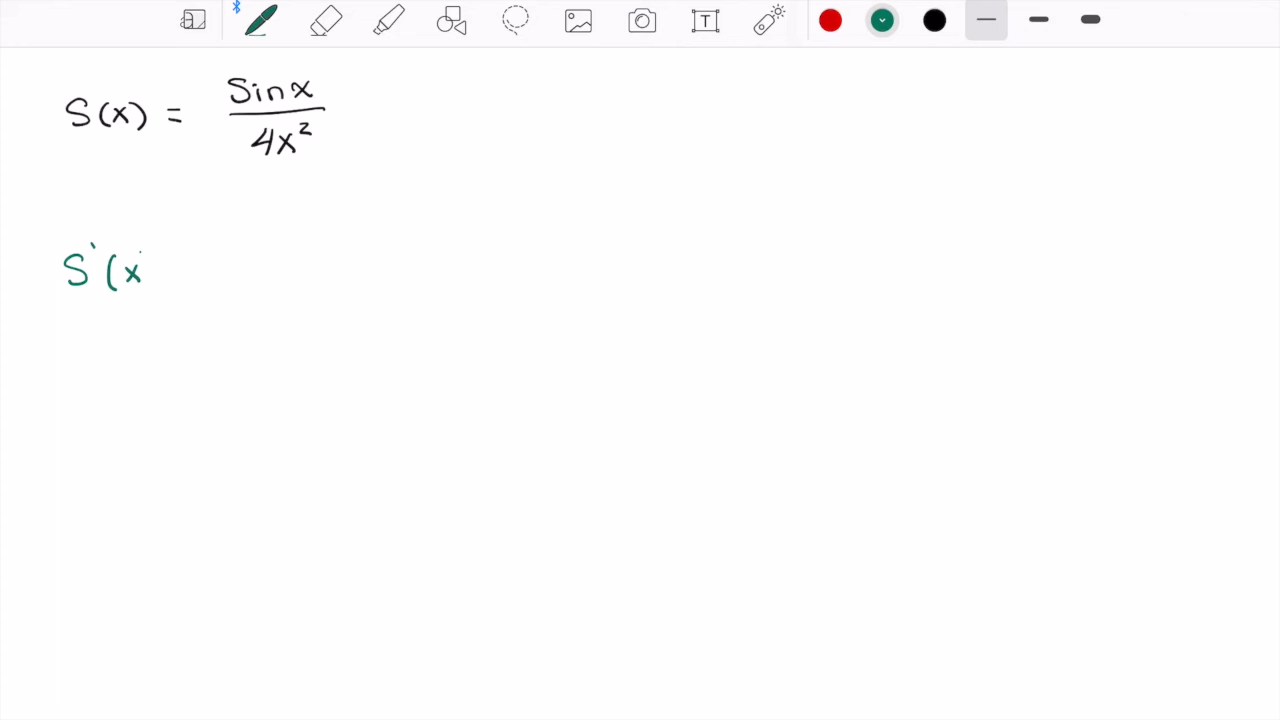 S(x) = Sinx / 4x²
S'(x